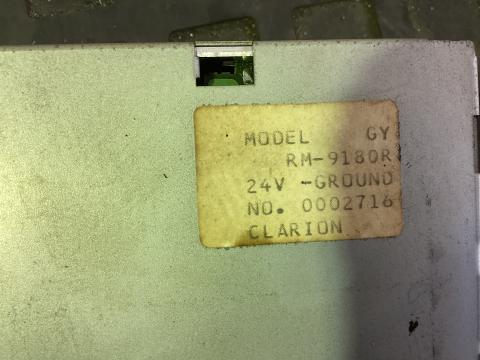 MODEL GY
RM-9180R
24V -GROUND
NO. 0002716
CLARION